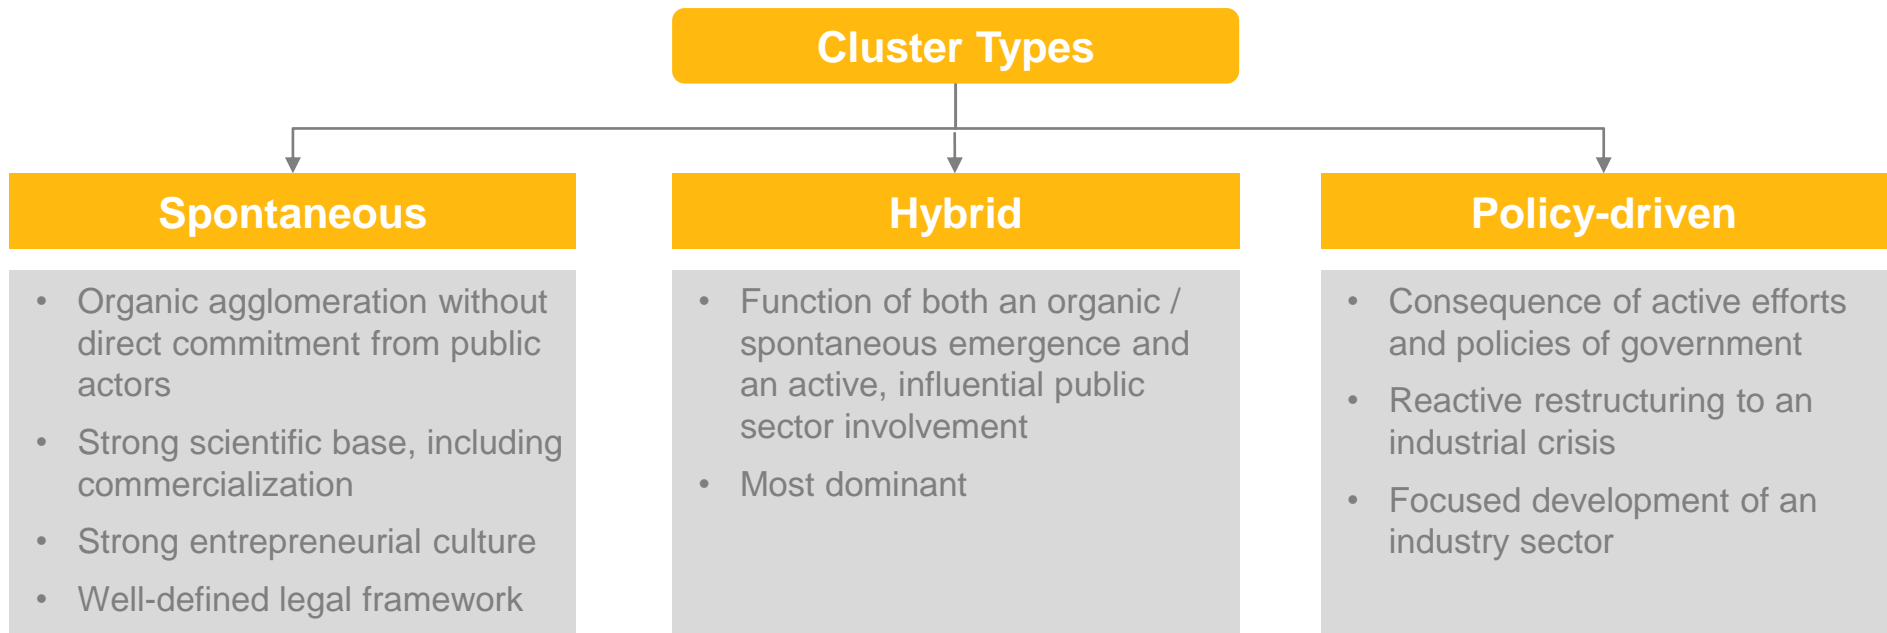 Cluster Types
Spontaneous
• Organic agglomeration without
direct commitment from public
actors
• Strong scientific base, including
commercialization
• Strong entrepreneurial culture
• Well-defined legal framework
Hybrid
• Function of both an organic /
spontaneous emergence and
an active, influential public
sector involvement
• Most dominant
Policy-driven
• Consequence of active efforts
and policies of government
• Reactive restructuring to an
industrial crisis
• Focused development of an
industry sector